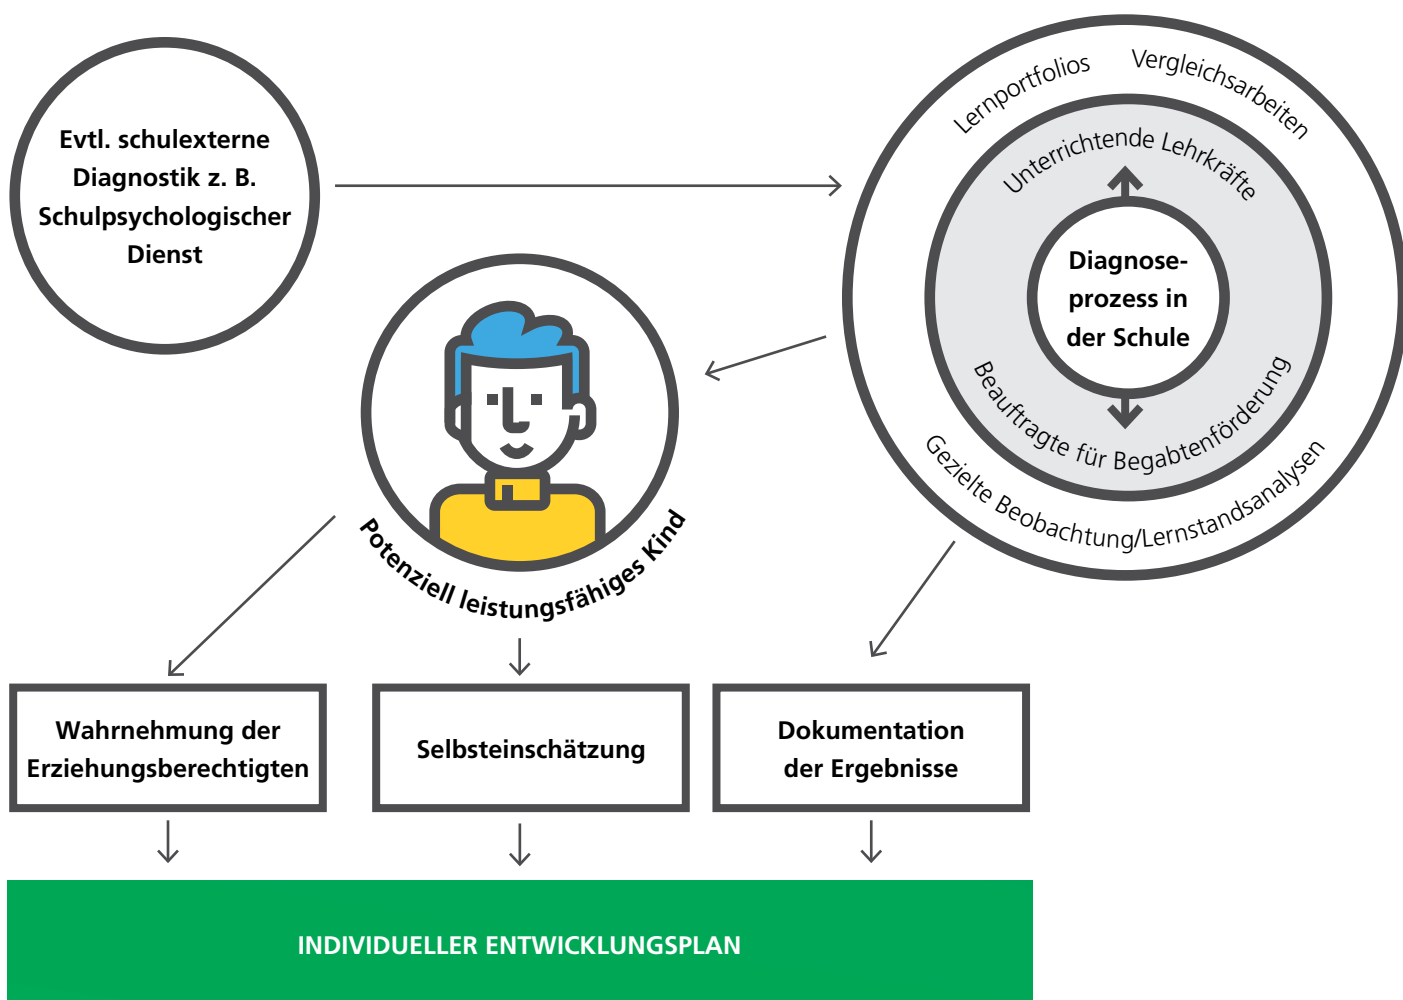 Evtl. schulexterne
Diagnostik z. B.
Schulpsychologischer
Dienst
Lernportfolios
Vergleichsarbeiten
Unterrichtende Lehrkräfte
Diagnose-
prozess in
der Schule
Beauftragte für Begabtenförderung
Gezielte Beobachtung/Lernstandsanalysen
Potenziell leistungsfähiges Kind
Wahrnehmung der
Erziehungsberechtigten
Selbsteinschätzung
Dokumentation
der Ergebnisse
INDIVIDUELLER ENTWICKLUNGSPLAN